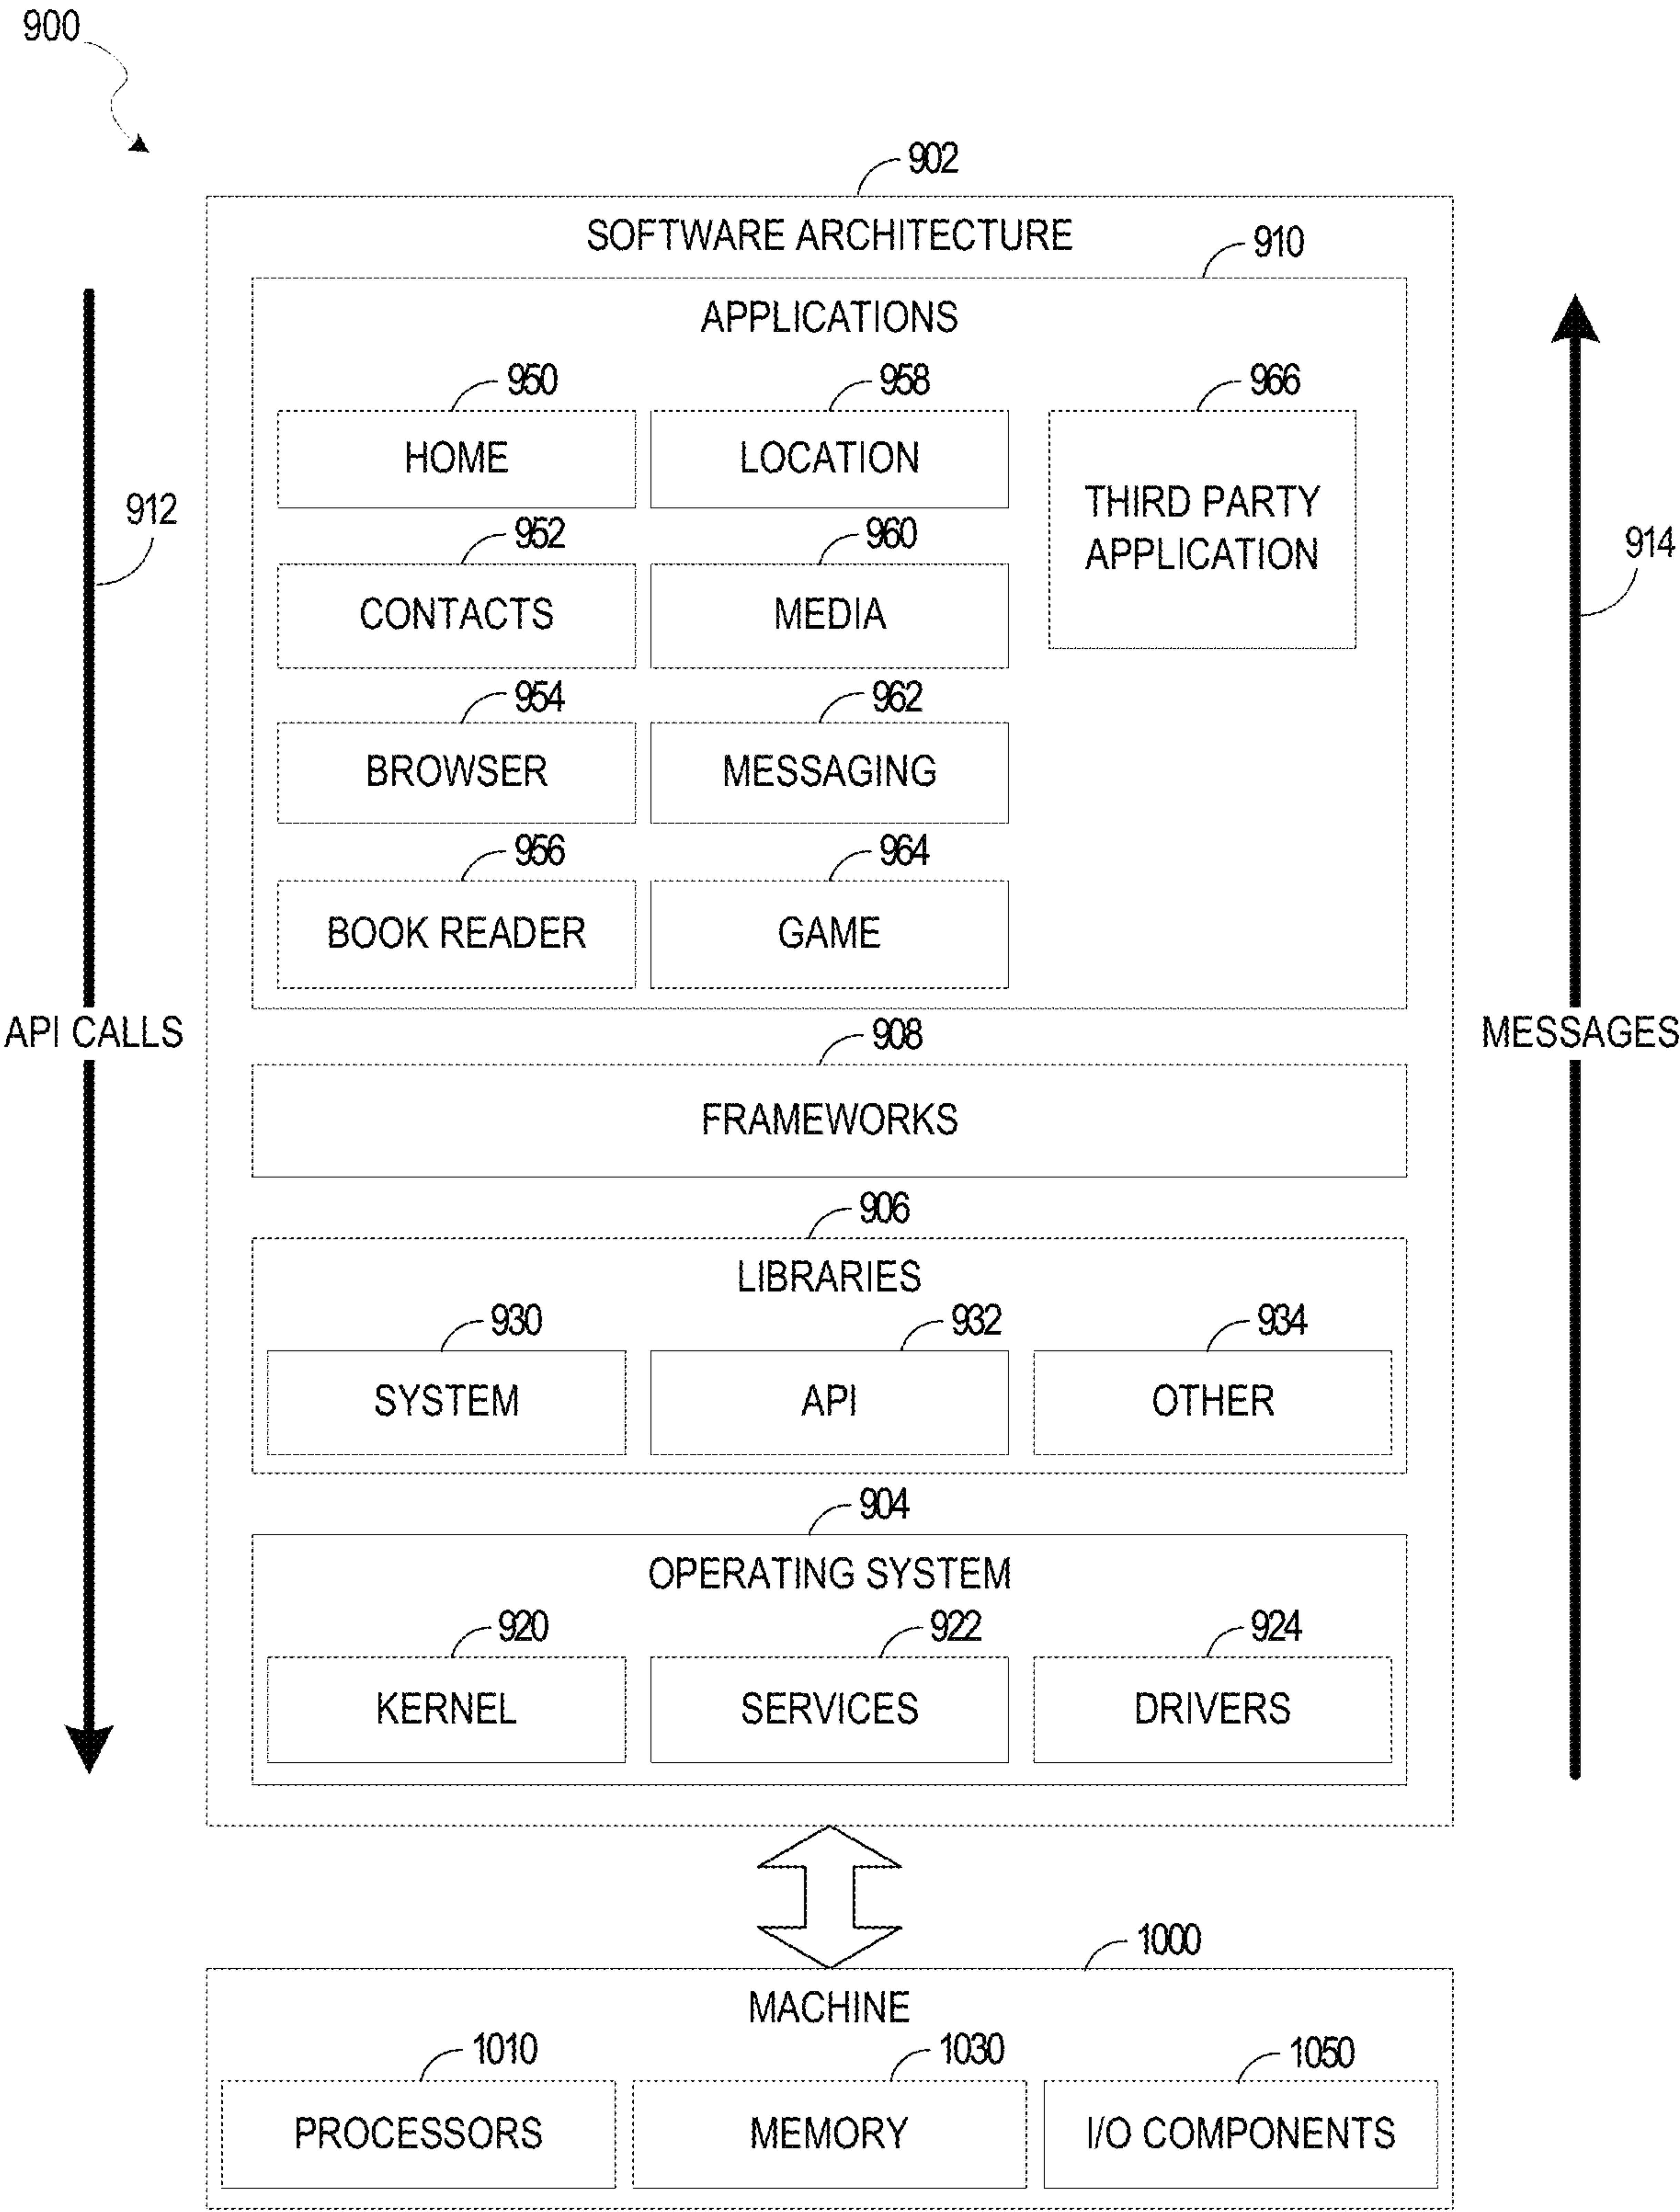 900
902
SOFTWARE ARCHITECTURE
910
APPLICATIONS
950 958 966
HOME LOCATION
THIRD PARTY
APPLICATION
912
952 960
914
CONTACTS MEDIA
954 962
BROWSER MESSAGING
956 964
BOOK READER GAME
API CALLS
MESSAGES
908
FRAMEWORKS
906
LIBRARIES
930 932 934
SYSTEM API OTHER
904
OPERATING SYSTEM
920 922 924
KERNEL SERVICES DRIVERS
1000
MACHINE
1010 1030 1050
PROCESSORS MEMORY I/O COMPONENTS